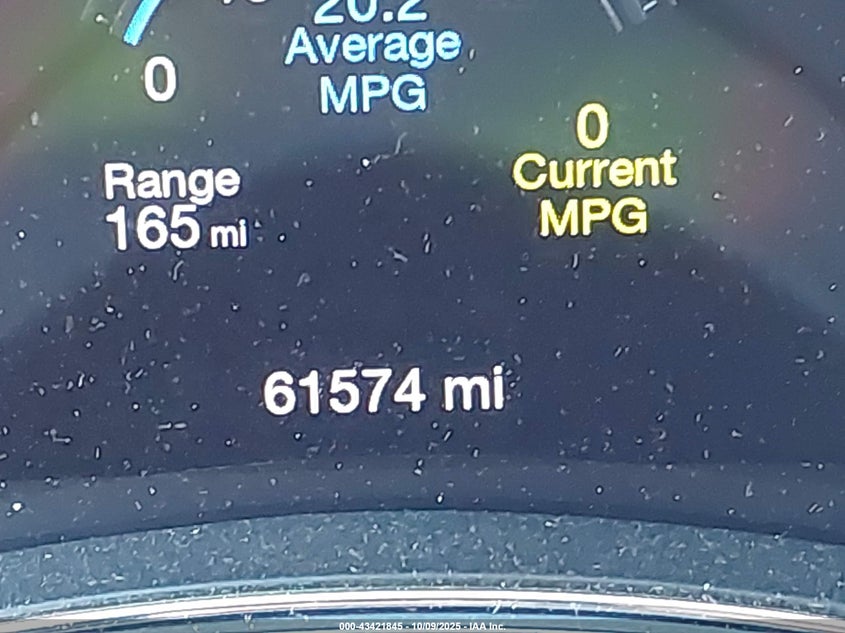 20.2
Average
MPG
0
0
Current
MPG
Range
165 mi
61574 mi
000-43421845 - 10/09/2025 - IAA Inc.